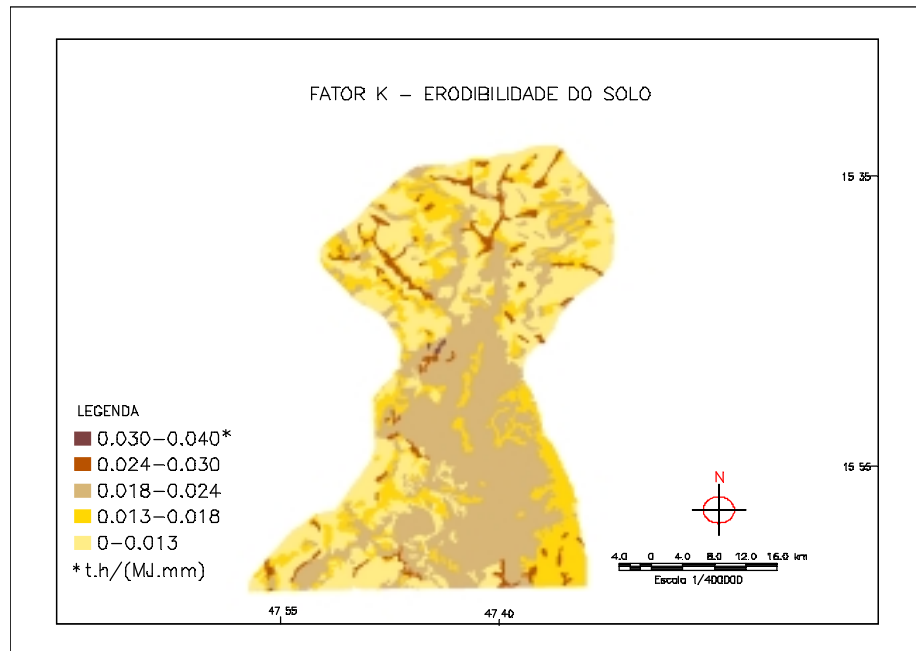 FATOR K – ERODIBILIDADE DO SOLO
15 35
LEGENDA
0.030–0.040*
0.024–0.030
0.018–0.024
0.013–0.018
0–0.013
* t.h/(MJ.mm)
15 55
N
4.0 0 4.0 8.0 12.0 16.0 km
Escala 1/400000
47 55
47 40